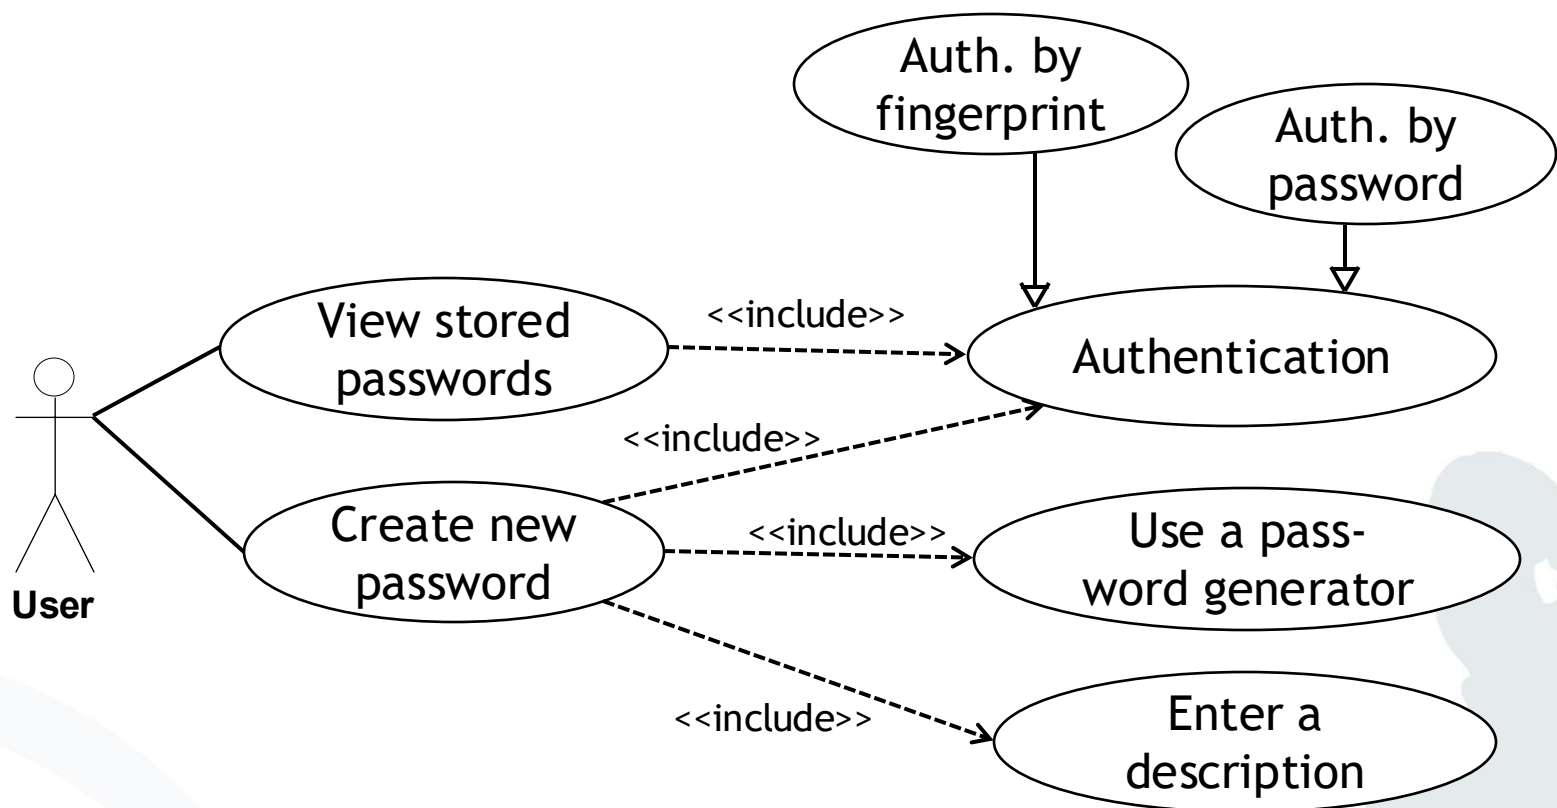 Auth. by
fingerprint
Auth. by
password
View stored
passwords
<<include>>
Authentication
<<include>>
Create new
password
<<include>>
Use a pass-
word generator
User
<<include>>
Enter a
description